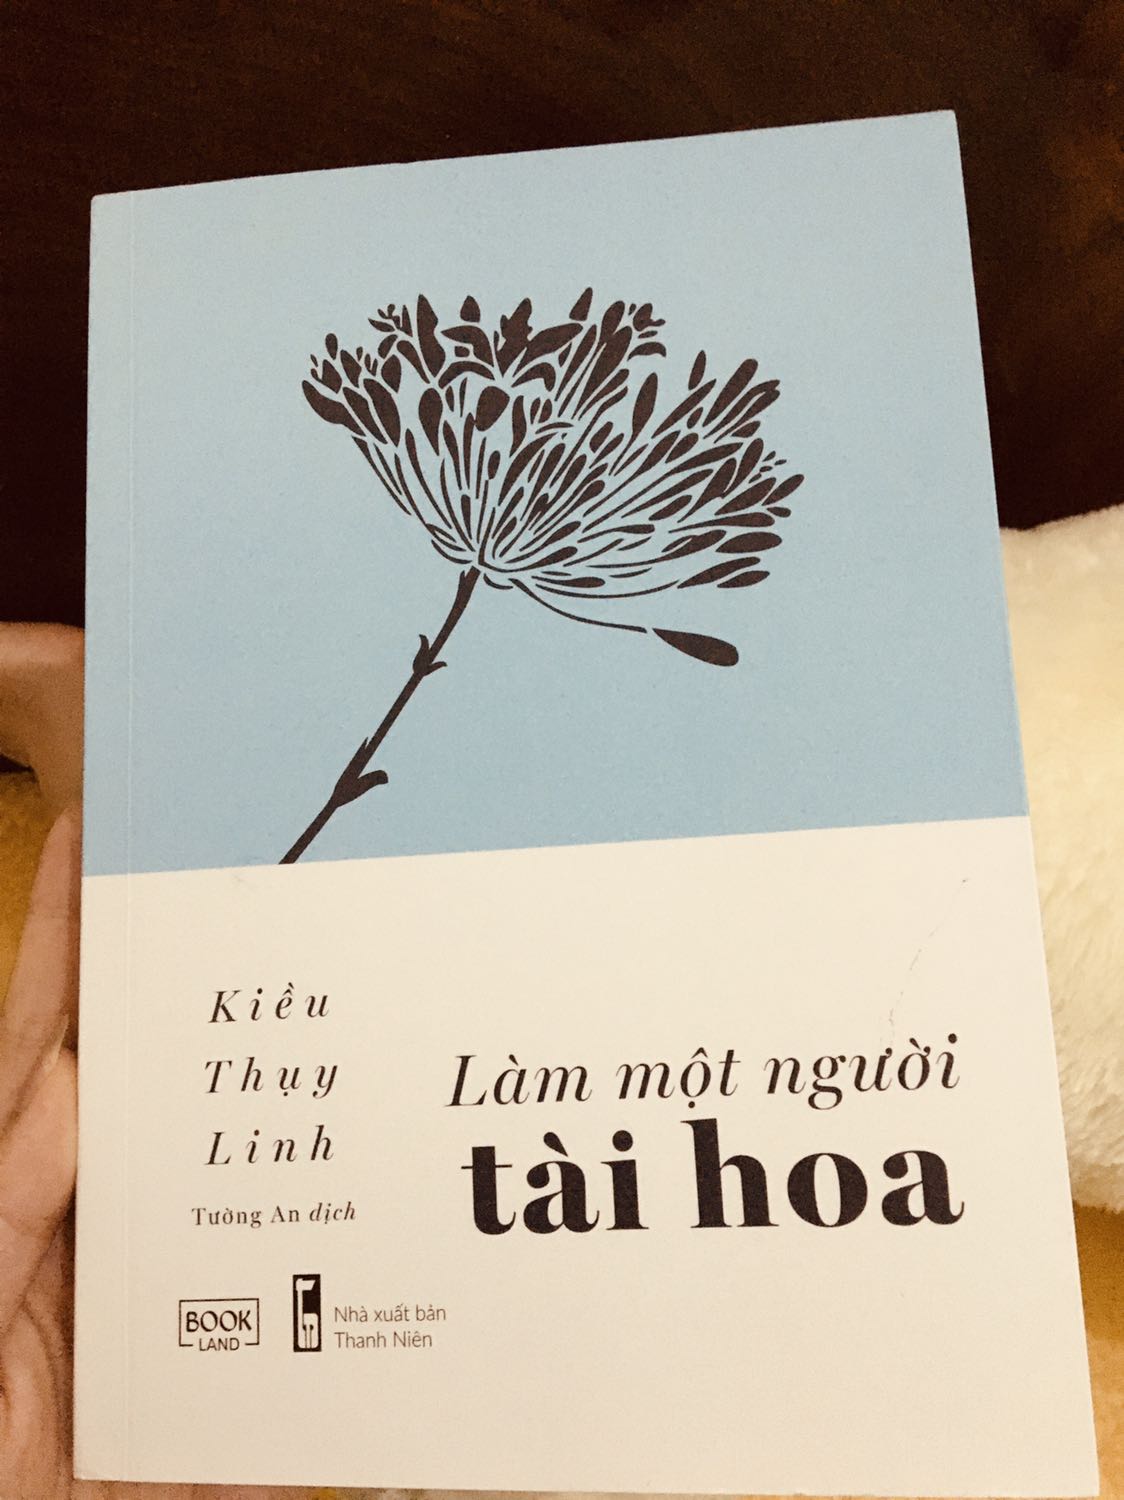 Kiều
Thụy
Linh
Tường An dịch
Làm một người
tài hoa
BOOK
LAND
Nhà xuất bản
Thanh Niên